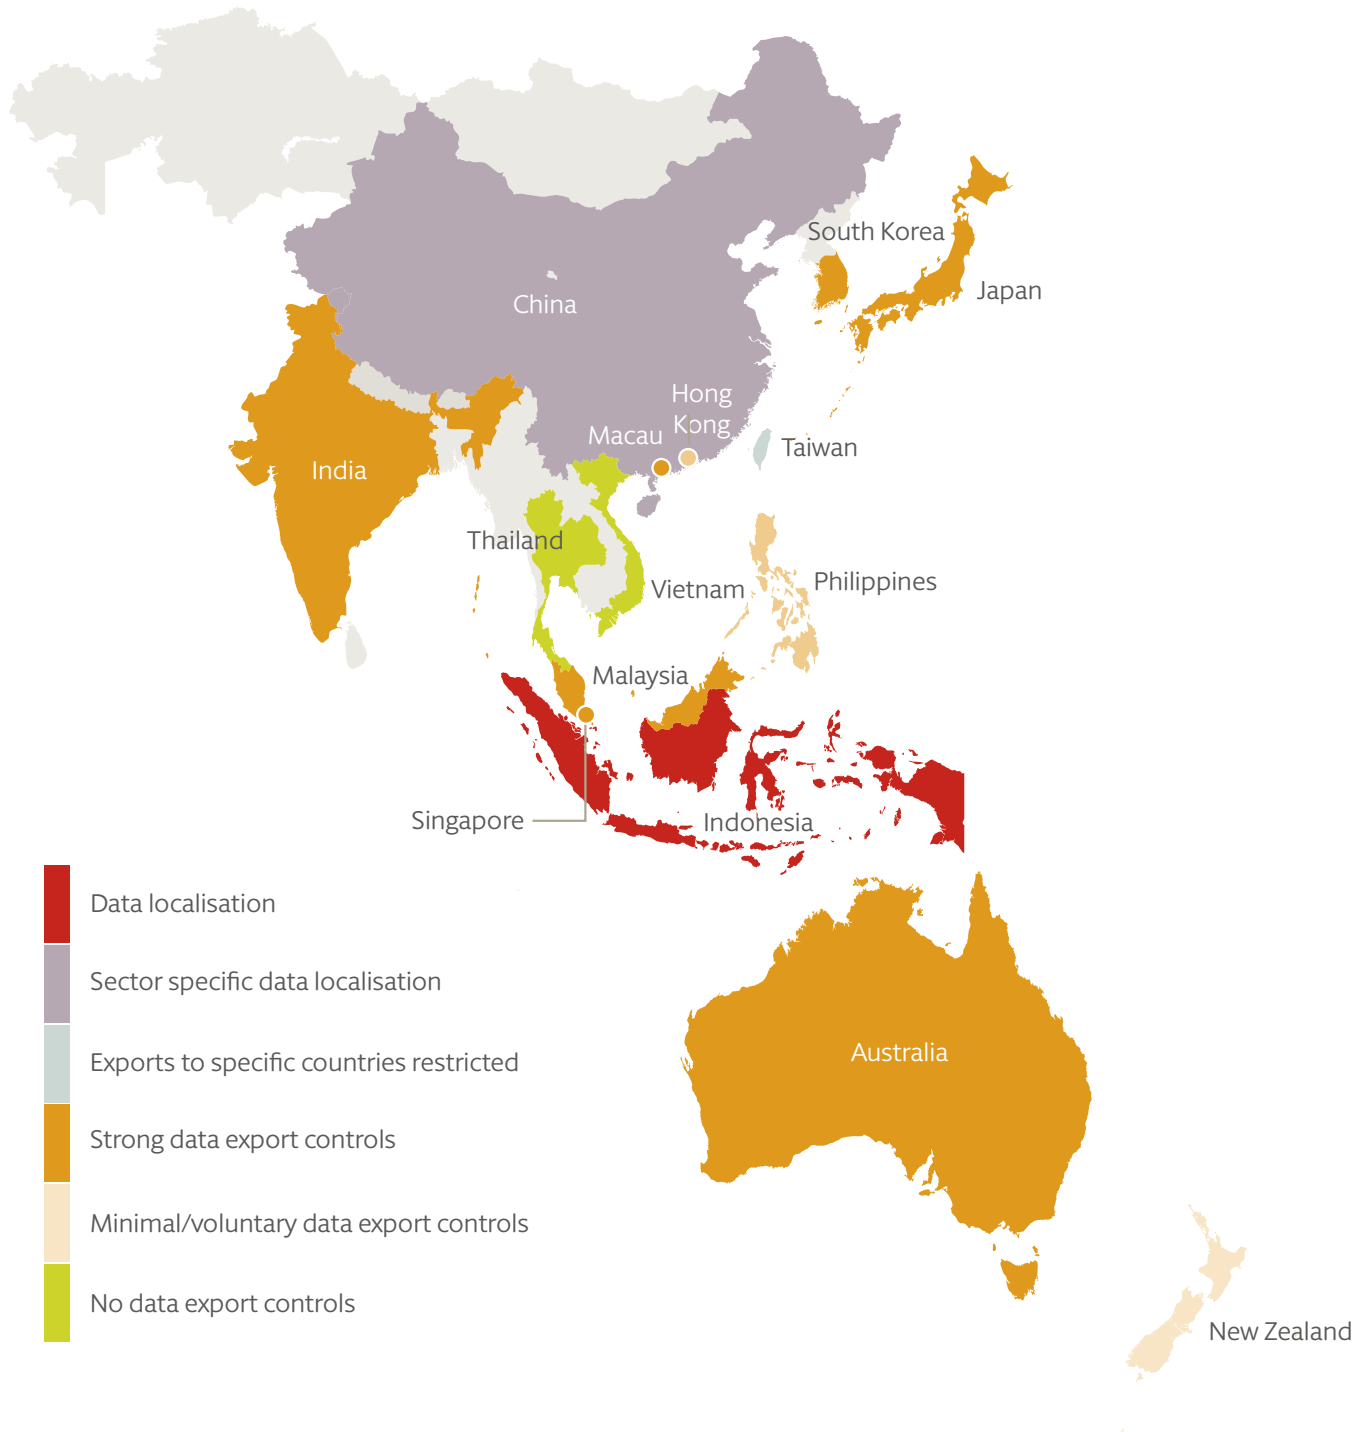 South Korea
Japan
China
Hong
Kong
Macau
Taiwan
India
Thailand
Vietnam
Philippines
Malaysia
Singapore
Indonesia
Data localisation
Sector specific data localisation
Exports to specific countries restricted
Australia
Strong data export controls
Minimal/voluntary data export controls
No data export controls
New Zealand